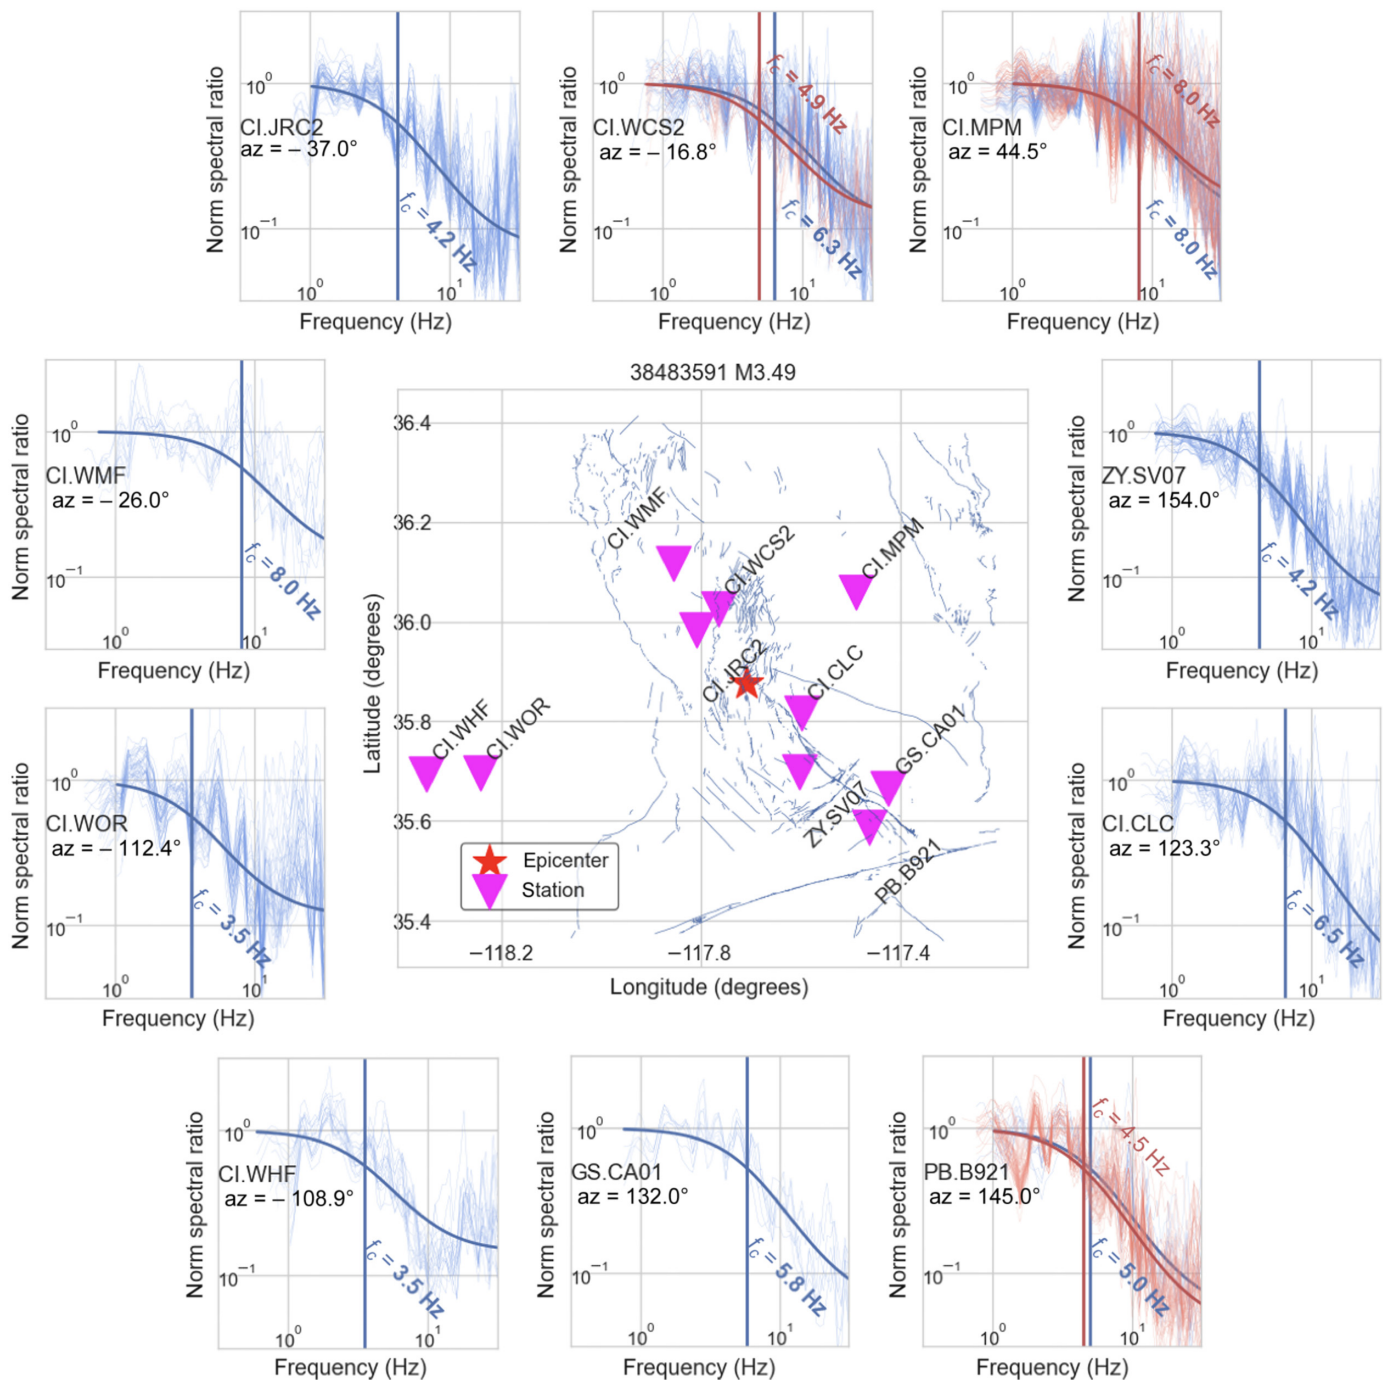 Norm spectral ratio
10⁰
10⁻¹
CI.JRC2
az = – 37.0°
f_c = 4.2 Hz
10⁰
10¹
Frequency (Hz)
Norm spectral ratio
10⁰
10⁻¹
CI.WCS2
az = – 16.8°
f_c = 4.9 Hz
f_c = 6.3 Hz
10⁰
10¹
Frequency (Hz)
Norm spectral ratio
10⁰
10⁻¹
CI.MPM
az = 44.5°
f_c = 8.0 Hz
f_c = 8.0 Hz
10⁰
10¹
Frequency (Hz)
Norm spectral ratio
10⁰
10⁻¹
CI.WMF
az = – 26.0°
f_c = 8.0 Hz
10⁰
10¹
Frequency (Hz)
38483591 M3.49
Latitude (degrees)
36.4
36.2
36.0
35.8
35.6
35.4
CI.WMF
CI.WCS2
CI.MPM
CI.JRC2
CI.CLC
CI.WHF
CI.WOR
GS.CA01
ZY.SV07
PB.B921
Epicenter
Station
−118.2
−117.8
−117.4
Longitude (degrees)
Norm spectral ratio
10⁰
10⁻¹
ZY.SV07
az = 154.0°
f_c = 4.2 Hz
10⁰
10¹
Frequency (Hz)
Norm spectral ratio
10⁰
10⁻¹
CI.WOR
az = – 112.4°
f_c = 3.5 Hz
10⁰
10¹
Frequency (Hz)
Norm spectral ratio
10⁰
10⁻¹
CI.CLC
az = 123.3°
f_c = 6.5 Hz
10⁰
10¹
Frequency (Hz)
Norm spectral ratio
10⁰
10⁻¹
CI.WHF
az = – 108.9°
f_c = 3.5 Hz
10⁰
10¹
Frequency (Hz)
Norm spectral ratio
10⁰
10⁻¹
GS.CA01
az = 132.0°
f_c = 5.8 Hz
10⁰
10¹
Frequency (Hz)
Norm spectral ratio
10⁰
10⁻¹
PB.B921
az = 145.0°
f_c = 4.5 Hz
f_c = 5.0 Hz
10⁰
10¹
Frequency (Hz)